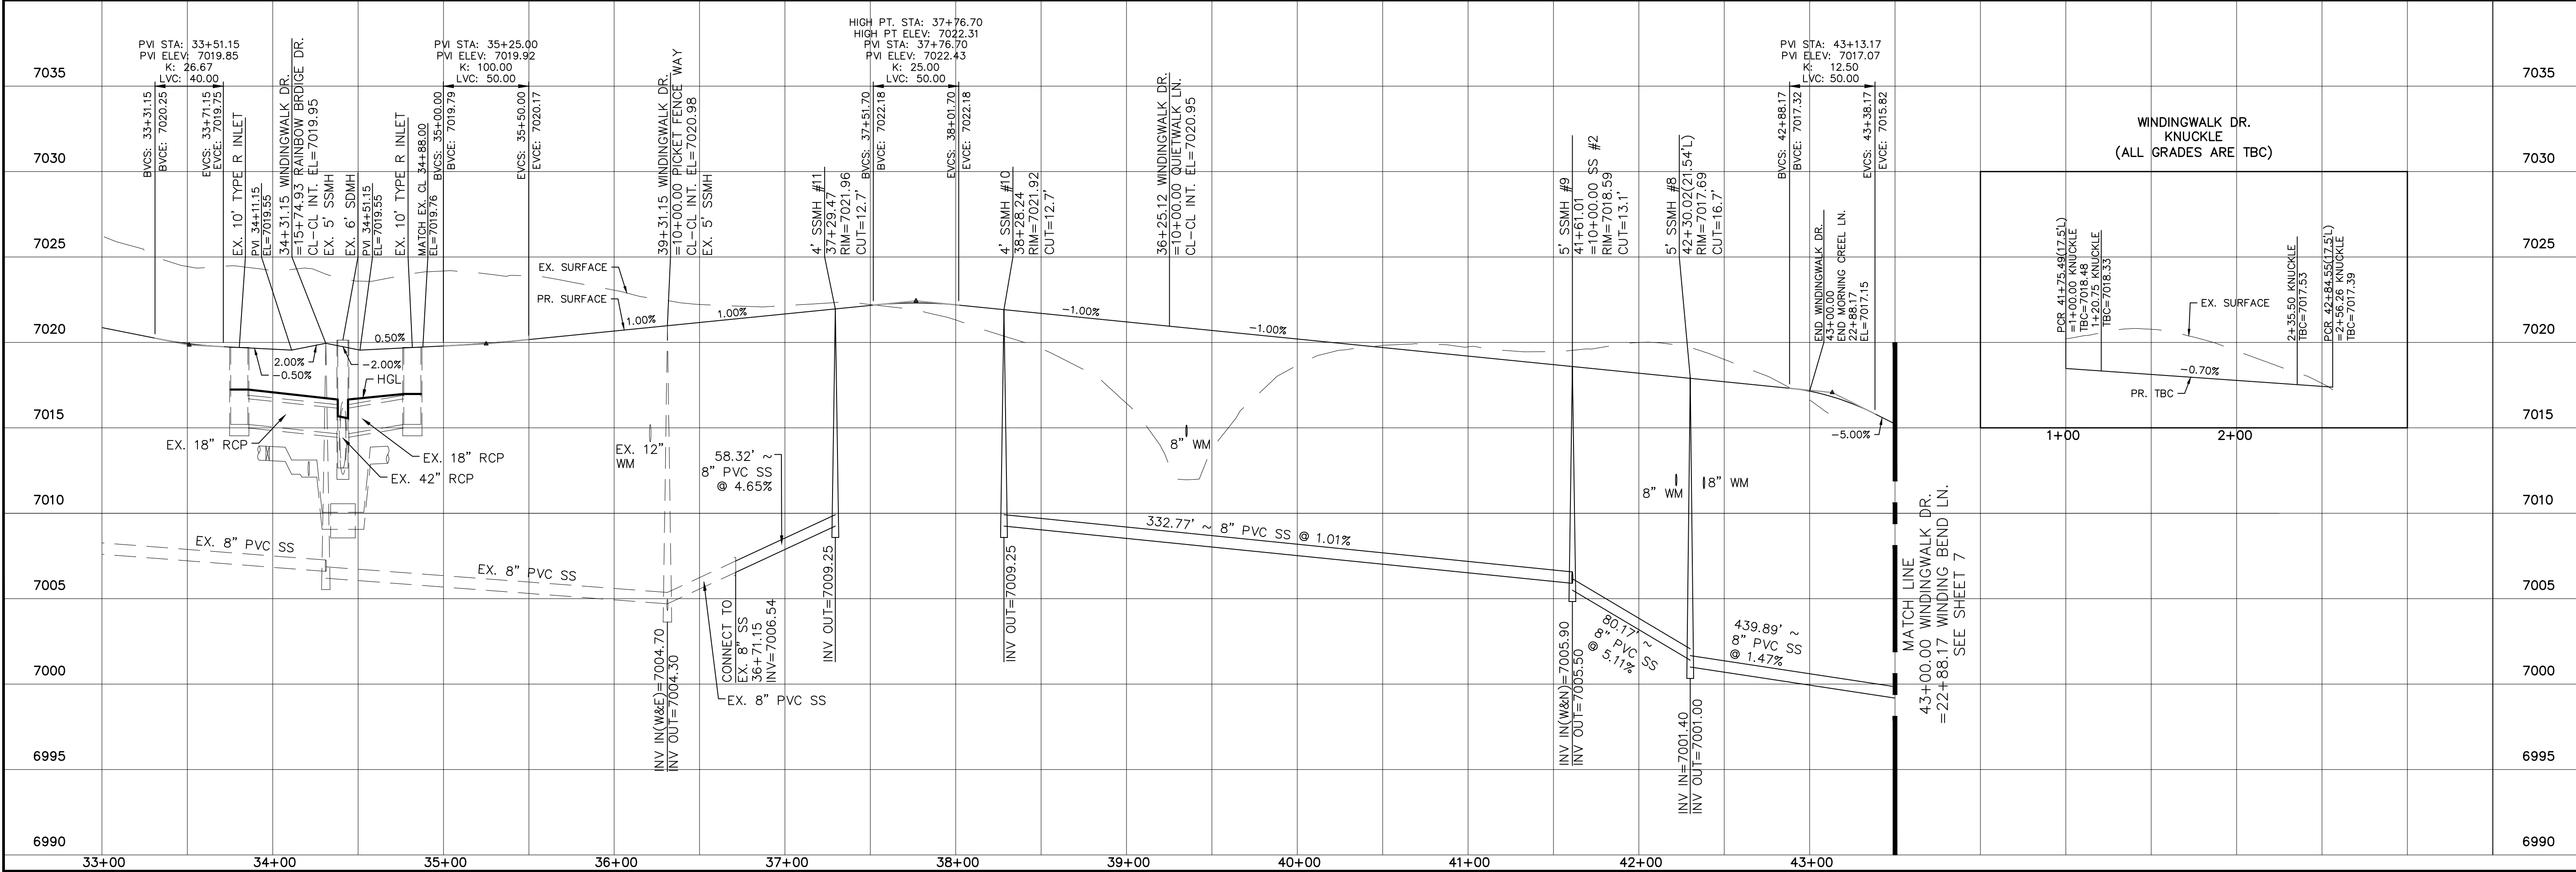 PVI STA: 33+51.15
PVI ELEV: 7019.85
K: 26.67
LVC: 40.00
BVCS: 33+31.15
BVCE: 7020.25
EVCS: 33+71.15
EVCE: 7019.75
EX. 10' TYPE R INLET
PVI 34+11.15
EL=7019.55
34+31.15 WINDINGWALK DR.
=15+74.93 RAINBOW BRDIGE DR.
CL-CL INT. EL=7019.95
EX. 5' SSMH
EX. 6' SDMH
PVI 34+51.15
EL=7019.55
EX. 10' TYPE R INLET
MATCH EX. CL 34+88.00
EL=7019.76
PVI STA: 35+25.00
PVI ELEV: 7019.92
K: 100.00
LVC: 50.00
BVCS: 35+00.00
BVCE: 7019.79
EVCS: 35+50.00
EVCE: 7020.17
39+31.15 WINDINGWALK DR.
=10+00.00 PICKET FENCE WAY
CL-CL INT. EL=7020.98
EX. 5' SSMH
4' SSMH #11
37+29.47
RIM=7021.96
CUT=12.7'
HIGH PT. STA: 37+76.70
HIGH PT ELEV: 7022.31
PVI STA: 37+76.70
PVI ELEV: 7022.43
K: 25.00
LVC: 50.00
BVCS: 37+51.70
BVCE: 7022.18
EVCS: 38+01.70
EVCE: 7022.18
4' SSMH #10
38+28.24
RIM=7021.92
CUT=12.7'
36+25.12 WINDINGWALK DR.
=10+00.00 QUIETWALK LN.
CL-CL INT. EL=7020.95
5' SSMH #9
41+61.01
=10+00.00 SS #2
RIM=7018.59
CUT=13.1'
5' SSMH #8
42+30.02(21.54'L)
RIM=7017.69
CUT=16.7'
PVI STA: 43+13.17
PVI ELEV: 7017.07
K: 12.50
LVC: 50.00
BVCS: 42+88.17
BVCE: 7017.32
EVCS: 43+38.17
EVCE: 7015.82
END WINDINGWALK DR.
43+00.00
END MORNING CREEL LN.
22+88.17
EL=7017.15
WINDINGWALK DR.
KNUCKLE
(ALL GRADES ARE TBC)
PCR 41+75.49(17.5'L)
=1+00.00 KNUCKLE
TBC=7018.48
1+20.75 KNUCKLE
TBC=7018.33
2+35.50 KNUCKLE
TBC=7017.53
PCR 42+84.55(17.5'L)
=2+56.26 KNUCKLE
TBC=7017.39
EX. SURFACE
-0.70%
PR. TBC
1+00
2+00
7035
7030
7025
7020
7015
7010
7005
7000
6995
6990
7035
7030
7025
7020
7015
7010
7005
7000
6995
6990
EX. SURFACE
PR. SURFACE
2.00%
-0.50%
-2.00%
0.50%
HGL
1.00%
1.00%
-1.00%
-1.00%
-5.00%
EX. 18" RCP
EX. 18" RCP
EX. 42" RCP
EX. 12"
WM
8" WM
8" WM
8" WM
58.32' ~
8" PVC SS
@ 4.65%
EX. 8" PVC SS
EX. 8" PVC SS
332.77' ~ 8" PVC SS @ 1.01%
80.17' ~
8" PVC SS
@ 5.11%
439.89' ~
8" PVC SS
@ 1.47%
INV IN(W&E)=7004.70
INV OUT=7004.30
CONNECT TO
EX. 8" SS
36+71.15
INV=7006.54
EX. 8" PVC SS
INV OUT=7009.25
INV OUT=7009.25
INV IN(W&N)=7005.90
INV OUT=7005.50
INV IN=7001.40
INV OUT=7001.00
MATCH LINE
43+00.00 WINDINGWALK DR.
=22+88.17 WINDING BEND LN.
SEE SHEET 7
33+00
34+00
35+00
36+00
37+00
38+00
39+00
40+00
41+00
42+00
43+00